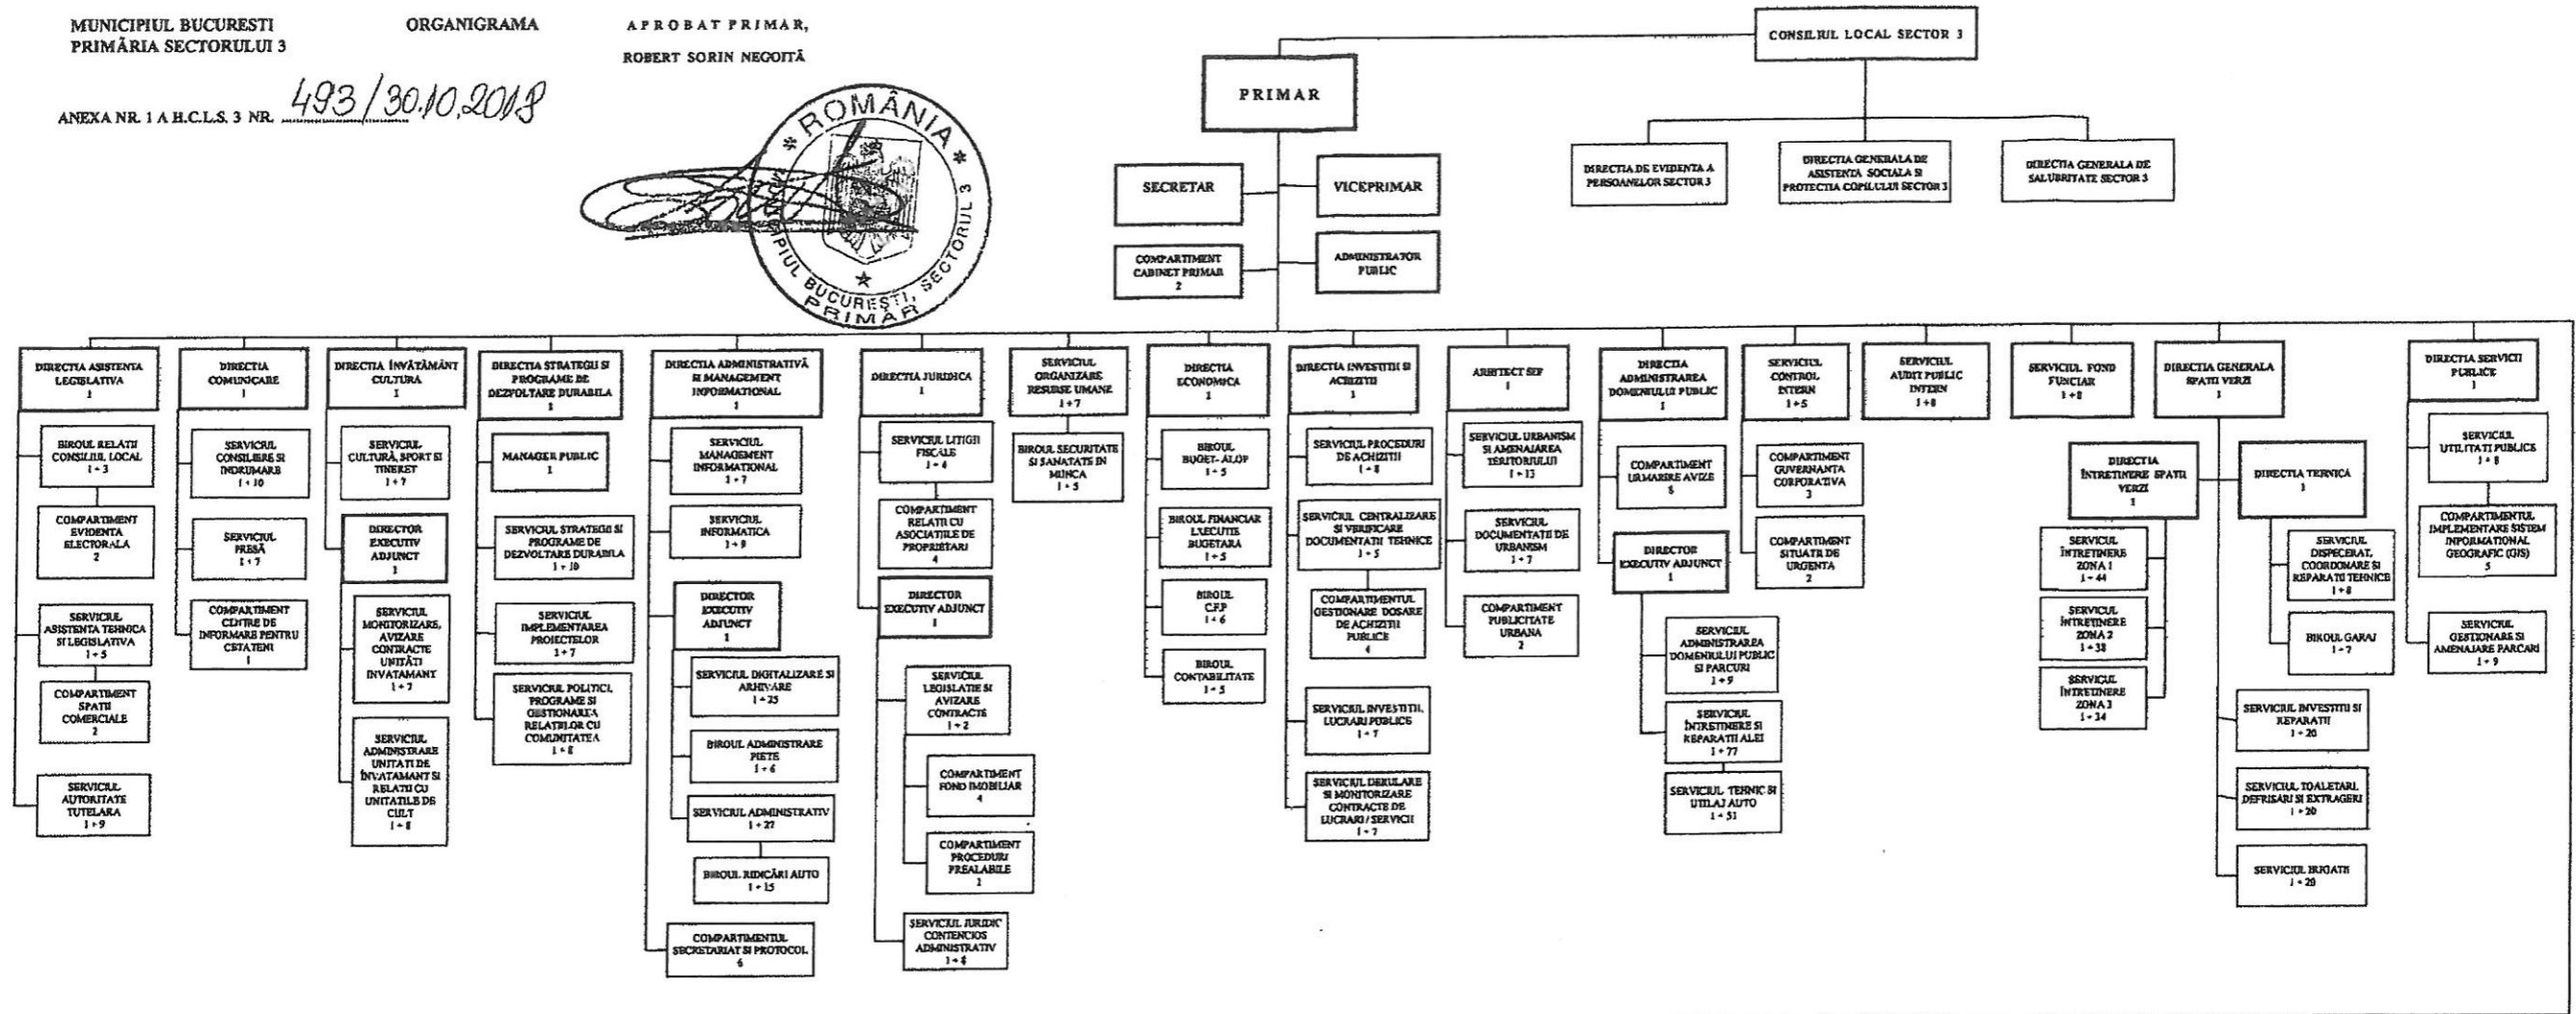 MUNICIPIUL BUCURESTI
PRIMĂRIA SECTORULUI 3
ORGANIGRAMA
APROBAT PRIMAR,
ROBERT SORIN NEGOITĂ
ANEXA NR. 1 A H.C.L.S. 3 NR. 493/30.10.2018
ROMÂNIA
BUCUREȘTI, SECTORUL 3
PRIMAR
CONSILIUL LOCAL SECTOR 3
PRIMAR
DIRECTIA DE EVIDENTA A
PERSOANELOR SECTOR 3
DIRECTIA GENERALA DE
ASISTENTA SOCIALA SI
PROTECTIA COPILULUI SECTOR 3
DIRECTIA GENERALA DE
SALUBRITATE SECTOR 3
SECRETAR
VICEPRIMAR
COMPARTIMENT
CABINET PRIMAR
2
ADMINISTRATOR
PUBLIC
DIRECTIA ASISTENTA
LEGISLATIVA
1
BIROUL RELATII
CONSILIUL LOCAL
1+3
COMPARTIMENT
EVIDENTA
ELECTORALA
2
SERVICIUL
ASISTENTA TEHNICA
SI LEGISLATIVA
1+5
COMPARTIMENT
SPATII
COMERCIALE
2
SERVICIUL
AUTORITATE
TUTELARA
1+9
DIRECTIA
COMUNICARE
1
SERVICIUL
CONSILIERE SI
INDRUMARE
1+10
SERVICIUL
PRESĂ
1+7
COMPARTIMENT
CENTRE DE
INFORMARE PENTRU
CETATENI
1
DIRECTIA ÎNVĂTĂMÂNT
CULTURĂ
1
SERVICIUL
CULTURĂ, SPORT SI
TINERET
1+7
DIRECTOR
EXECUTIV
ADJUNCT
1
SERVICIUL
MONITORIZARE,
AVIZARE
CONTRACTE
UNITĂTI
INVATAMANT
1+7
SERVICIUL
ADMINISTRARE
UNITATI DE
ÎNVATAMANT SI
RELATII CU
UNITATILE DE
CULT
1+8
DIRECTIA STRATEGII SI
PROGRAME DE
DEZVOLTARE DURABILA
1
MANAGER PUBLIC
1
SERVICIUL STRATEGII SI
PROGRAME DE
DEZVOLTARE DURABILA
1+10
SERVICIUL
IMPLEMENTAREA
PROIECTELOR
1+7
SERVICIUL POLITICI,
PROGRAME SI
GESTIONAREA
RELATIILOR CU
COMUNITATEA
1+8
DIRECTIA ADMINISTRATIVĂ
SI MANAGEMENT
INFORMATIONAL
1
SERVICIUL
MANAGEMENT
INFORMATIONAL
1+7
SERVICIUL
INFORMATICA
1+9
DIRECTOR
EXECUTIV
ADJUNCT
1
SERVICIUL DIGITALIZARE SI
ARHIVARE
1+25
BIROUL ADMINISTRARE
PIETE
1+6
SERVICIUL ADMINISTRATIV
1+27
BIROUL RIDICĂRI AUTO
1+15
COMPARTIMENTUL
SECRETARIAT SI PROTOCOL
6
DIRECTIA JURIDICA
1
SERVICIUL LITIGII
FISCALE
1+4
COMPARTIMENT
RELATII CU
ASOCIATIILE DE
PROPRIETARI
4
DIRECTOR
EXECUTIV ADJUNCT
1
SERVICIUL
LEGISLATIE SI
AVIZARE
CONTRACTE
1+2
COMPARTIMENT
FOND IMOBILIAR
4
COMPARTIMENT
PROCEDURI
PREALABILE
SERVICIUL JURIDIC
CONTENCIOS
ADMINISTRATIV
1+8
SERVICIUL
ORGANIZARE
RESURSE UMANE
1+7
BIROUL SECURITATE
SI SANATATE IN
MUNCA
1+5
DIRECTIA
ECONOMICA
1
BIROUL
BUGET-ALOP
1+5
BIROUL FINANCIAR
EXECUTIE
BUGETARA
1+5
BIROUL
C.F.P
1+6
BIROUL
CONTABILITATE
1+5
DIRECTIA INVESTITII SI
ACHIZITII
1
SERVICIUL PROCEDURI
DE ACHIZITII
1+8
SERVICIUL CENTRALIZARE
SI VERIFICARE
DOCUMENTATII TEHNICE
1+5
COMPARTIMENTUL
GESTIONARE DOSARE
DE ACHIZITII
PUBLICE
4
SERVICIUL INVESTITII,
LUCRARI PUBLICE
1+7
SERVICIUL DERULARE
SI MONITORIZARE
CONTRACTE DE
LUCRARI / SERVICII
1+7
ARHITECT SEF
1
SERVICIUL URBANISM
SI AMENAJAREA
TERITORIULUI
1+13
SERVICIUL
DOCUMENTATII DE
URBANISM
1+7
COMPARTIMENT
PUBLICITATE
URBANA
2
DIRECTIA
ADMINISTRAREA
DOMENIULUI PUBLIC
1
COMPARTIMENT
URMARIRE AVIZE
DIRECTOR
EXECUTIV ADJUNCT
1
SERVICIUL
ADMINISTRAREA
DOMENIULUI PUBLIC
SI PARCURI
1+9
SERVICIUL
ÎNTRETINERE SI
REPARATII ALEI
1+77
SERVICIUL TEHNIC SI
UTILAJ AUTO
1+51
SERVICIUL
CONTROL
INTERN
1+5
COMPARTIMENT
GUVERNANTA
CORPORATIVA
3
COMPARTIMENT
SITUATII DE
URGENTA
2
SERVICIUL
AUDIT PUBLIC
INTERN
1+8
SERVICIUL FOND
FUNCIAR
1+8
DIRECTIA GENERALA
SPATII VERZI
1
DIRECTIA
ÎNTRETINERE SPATII
VERZI
1
SERVICIUL
ÎNTRETINERE
ZONA 1
1+44
SERVICIUL
ÎNTRETINERE
ZONA 2
1+38
SERVICIUL
ÎNTRETINERE
ZONA 3
1+34
DIRECTIA TEHNICA
1
SERVICIUL
DISPECERAT,
COORDONARE SI
REPARATII TEHNICE
1+8
BIROUL GARAJ
1+7
SERVICIUL INVESTITII SI
REPARATII
1+20
SERVICIUL TOALETARI,
DEFRISARI SI EXTRAGERI
1+20
SERVICIUL IRIGATII
1+20
DIRECTIA SERVICII
PUBLICE
1
SERVICIUL
UTILITATI PUBLICE
1+8
COMPARTIMENTUL
IMPLEMENTARE SISTEM
INFORMATIONAL
GEOGRAFIC (GIS)
5
SERVICIUL
GESTIONARE SI
AMENAJARE PARCARI
1+9